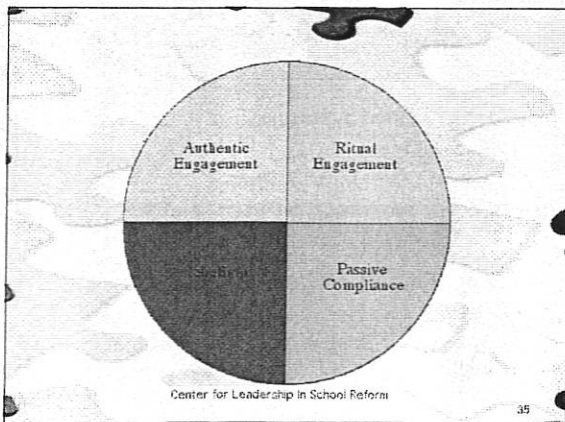 Authentic
Engagement
Ritual
Engagement
Passive
Compliance
Center for Leadership in School Reform
35